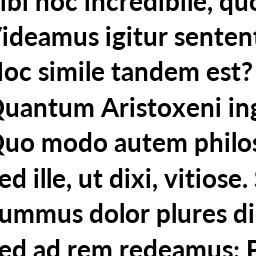 ibi hoc incredibile, quo
Videamus igitur sentent
Hoc simile tandem est?
Quantum Aristoxeni ing
Quo modo autem philos
ed ille, ut dixi, vitiose. S
ummus dolor plures di
ed ad rem redeamus;